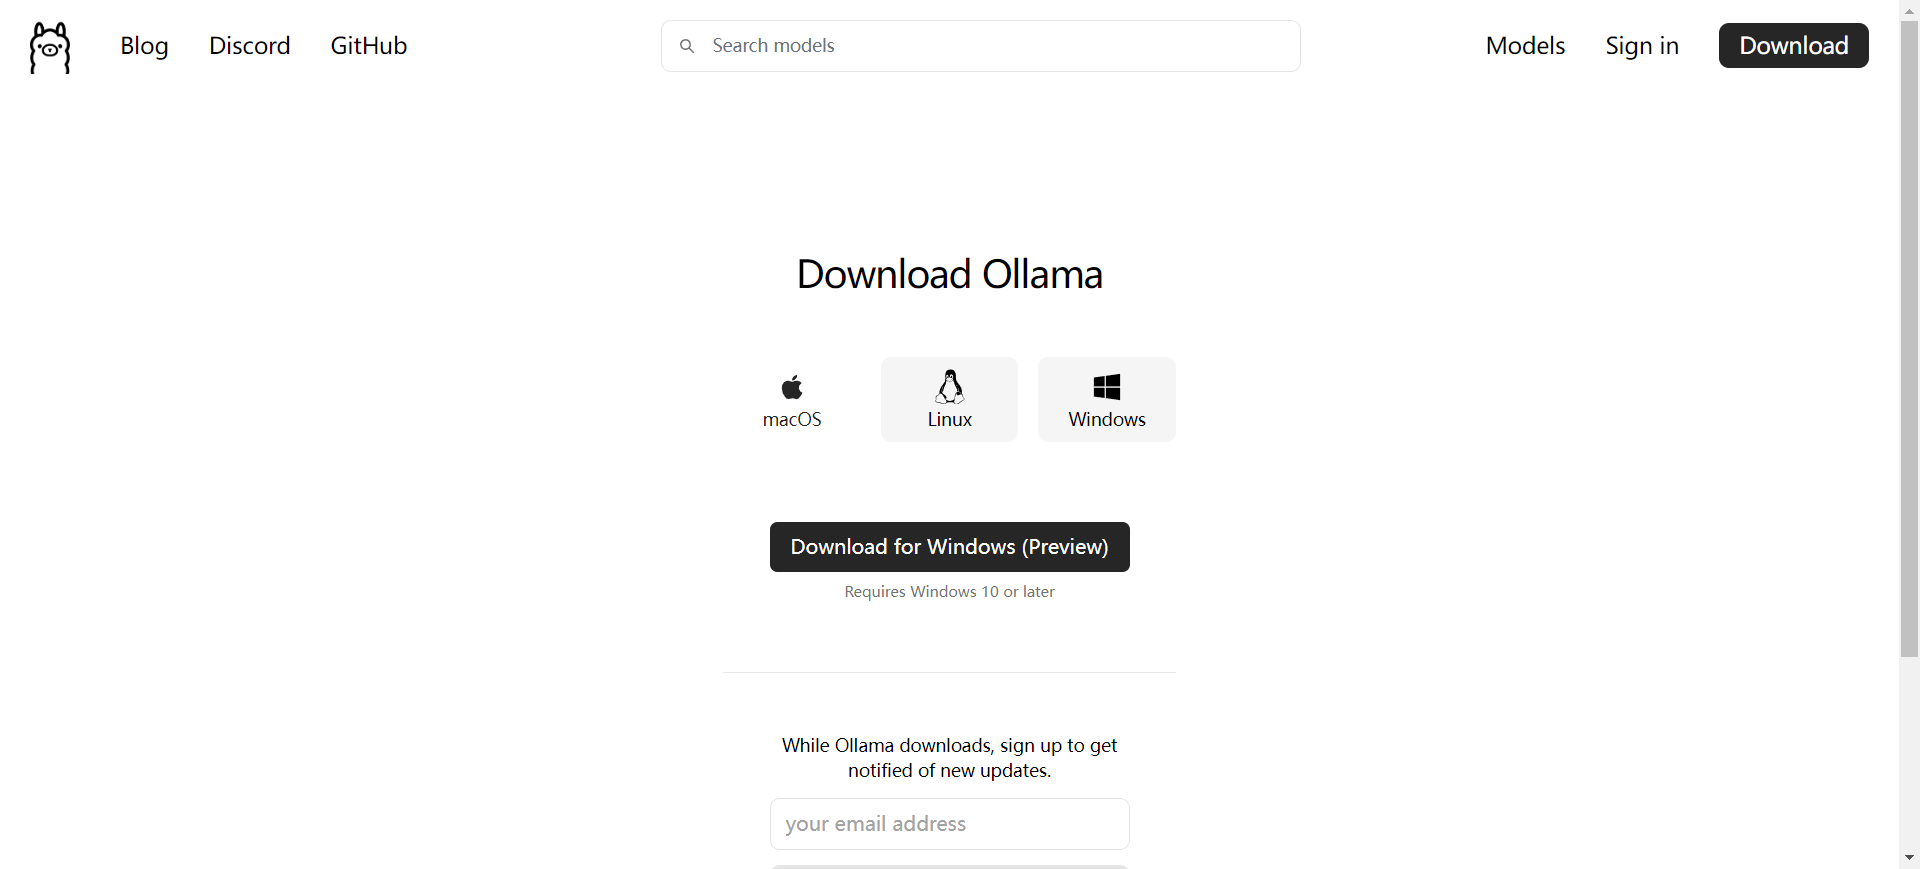 Blog
Discord
GitHub
Search models
Models
Sign in
Download
Download Ollama
macOS
Linux
Windows
Download for Windows (Preview)
Requires Windows 10 or later
While Ollama downloads, sign up to get
notified of new updates.
your email address